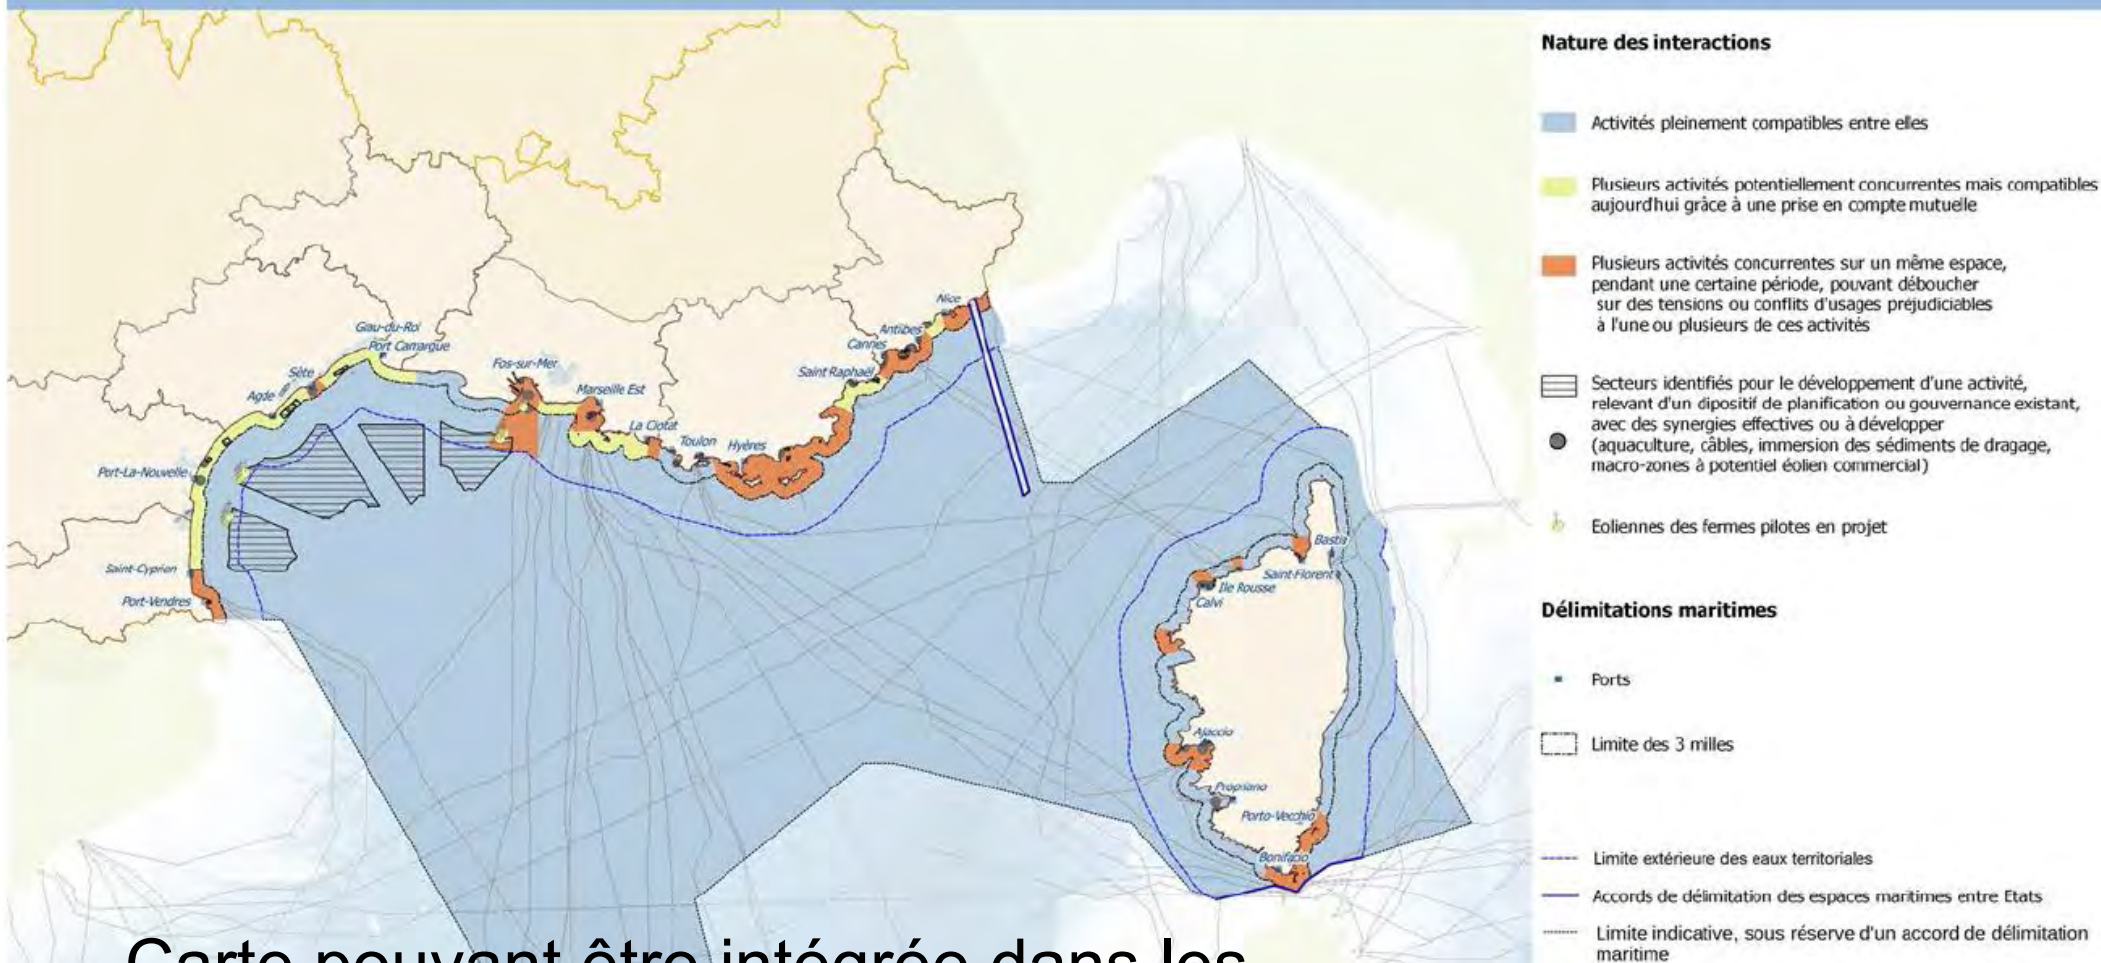 Nature des interactions
Activités pleinement compatibles entre elles
Plusieurs activités potentiellement concurrentes mais compatibles
aujourd'hui grâce à une prise en compte mutuelle
Plusieurs activités concurrentes sur un même espace,
pendant une certaine période, pouvant déboucher
sur des tensions ou conflits d'usages préjudiciables
à l'une ou plusieurs de ces activités
Secteurs identifiés pour le développement d'une activité,
relevant d'un dipositif de planification ou gouvernance existant,
avec des synergies effectives ou à développer
(aquaculture, câbles, immersion des sédiments de dragage,
macro-zones à potentiel éolien commercial)
Eoliennes des fermes pilotes en projet
Délimitations maritimes
Ports
Limite des 3 milles
Limite extérieure des eaux territoriales
Accords de délimitation des espaces maritimes entre Etats
Limite indicative, sous réserve d'un accord de délimitation
maritime
Nice
Antibes
Cannes
Saint Raphaël
Grau-du-Roi
Port Camargue
Fos-sur-Mer
Sète
Marseille Est
Agde
La Ciotat
Toulon
Hyères
Port-La-Nouvelle
Saint-Cyprien
Port-Vendres
Bastia
Saint-Florent
Ile Rousse
Calvi
Ajaccio
Propriano
Porto-Vecchio
Bonifacio
Carte pouvant être intégrée dans les